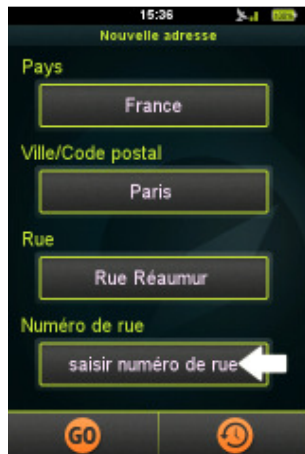 15:36
Nouvelle adresse
Pays
France
Ville/Code postal
Paris
Rue
Rue Réaumur
Numéro de rue
saisir numéro de rue
GO